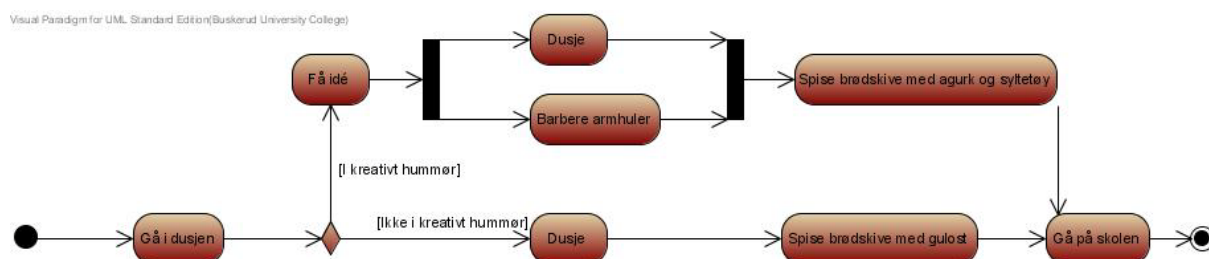 Visual Paradigm for UML Standard Edition(Buskerud University College)
Dusje
Få idé
Spise brødskive med agurk og syltetøy
Barbere armhuler
[I kreativt hummør]
[Ikke i kreativt hummør]
Gå i dusjen
Dusje
Spise brødskive med gulost
Gå på skolen